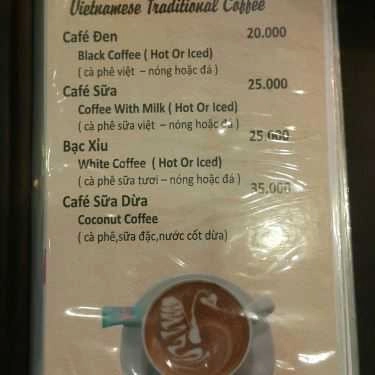 Vietnamese Traditional Coffee
Café Đen 20.000
Black Coffee ( Hot Or Iced)
( cà phê việt – nóng hoặc đá )
Café Sữa 25.000
Coffee With Milk ( Hot Or Iced)
( cà phê sữa việt – nóng hoặc đá )
Bạc Xỉu 25.000
White Coffee ( Hot Or Iced)
( cà phê sữa tươi – nóng hoặc đá )
Café Sữa Dừa 35.000
Coconut Coffee
( cà phê,sữa đặc,nước cốt dừa)